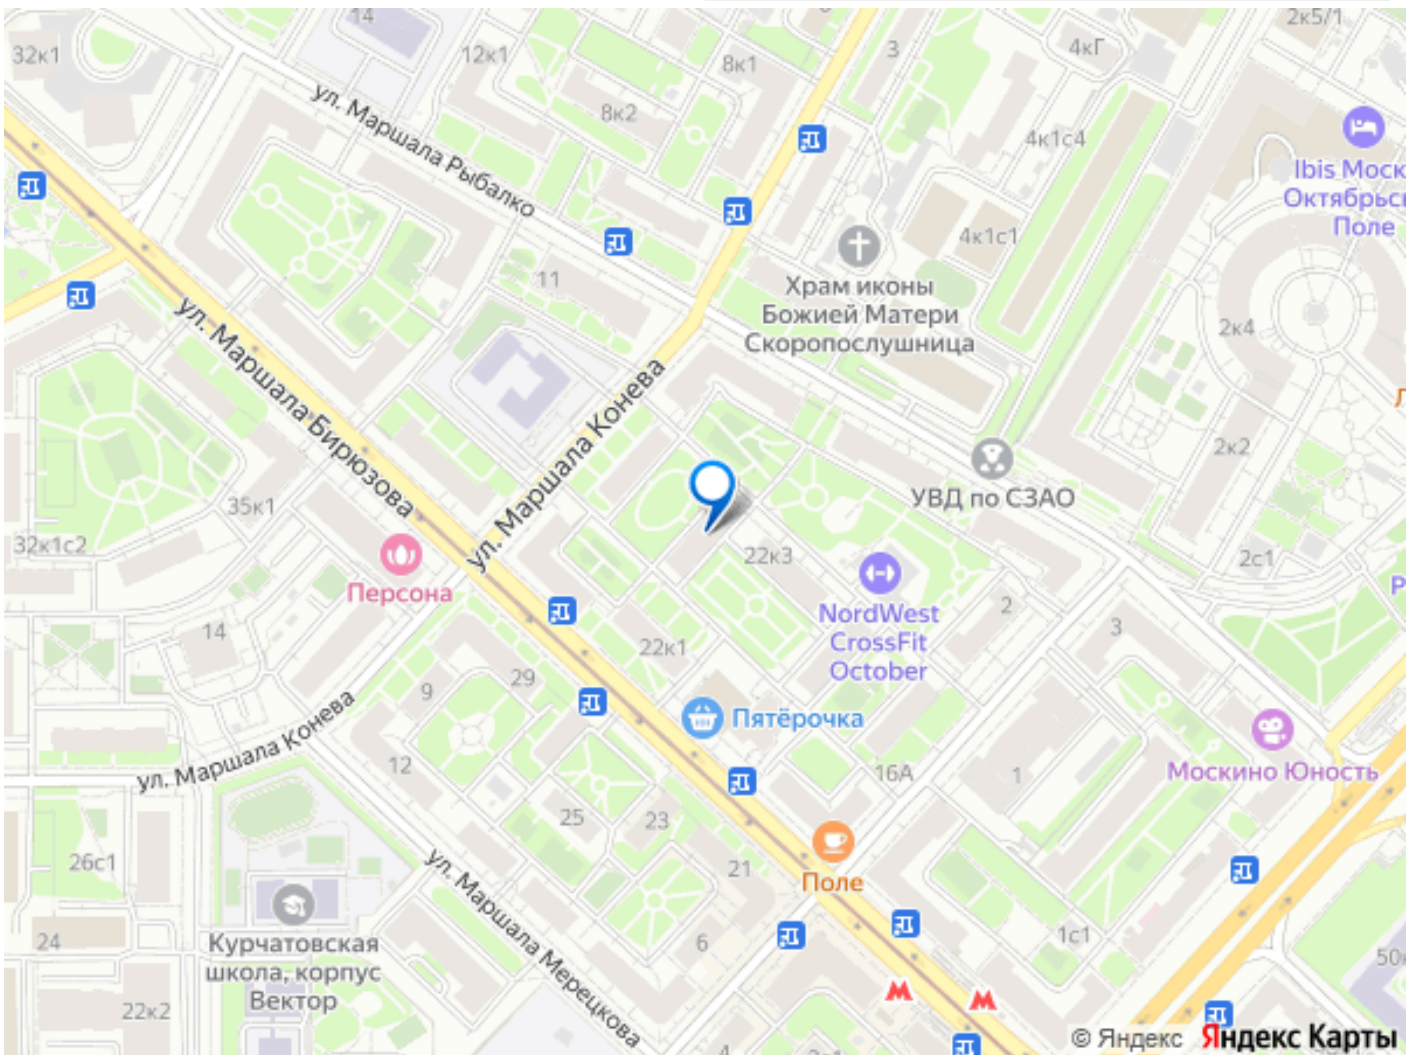 14
2к5/1
32к1
12к1
8к1
3
4кГ
ул. Маршала Рыбалко
8к2
4к1с4
Ibis Моск
Октябрьс
Поле
4к1с1
11
Храм иконы
Божией Матери
Скоропослушница
2к4
ул. Маршала Бирюзова
ул. Маршала Конева
2к2
УВД по СЗАО
35к1
32к1с2
22к3
2с1
Персона
NordWest
CrossFit
October
2
3
14
22к1
29
9
Пятёрочка
ул. Маршала Конева
12
16А
1
Москино Юность
25
23
26с1
21
Поле
ул. Маршала Мерецкова
24
Курчатовская
школа, корпус
Вектор
6
1с1
50
22к2
4
2с1
© Яндекс Яндекс Карты